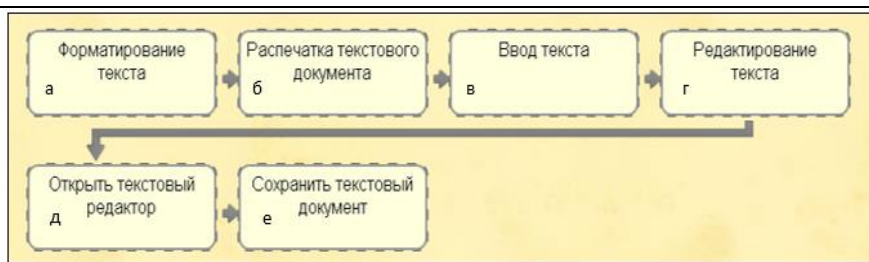 Форматирование
текста
а
Распечатка текстового
документа
б
Ввод текста
в
Редактирование
текста
г
Открыть текстовый
редактор
д
Сохранить текстовый
документ
е